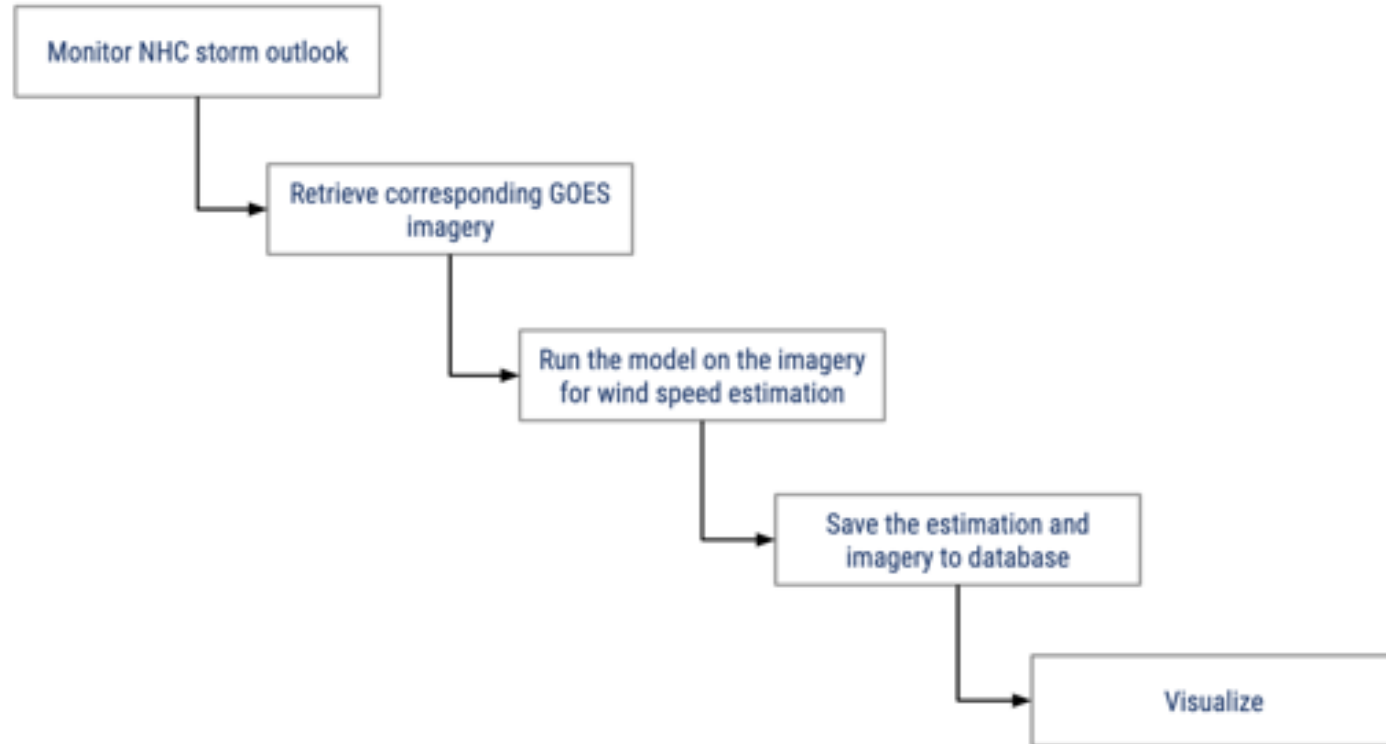 Monitor NHC storm outlook
Retrieve corresponding GOES
imagery
Run the model on the imagery
for wind speed estimation
Save the estimation and
imagery to database
Visualize